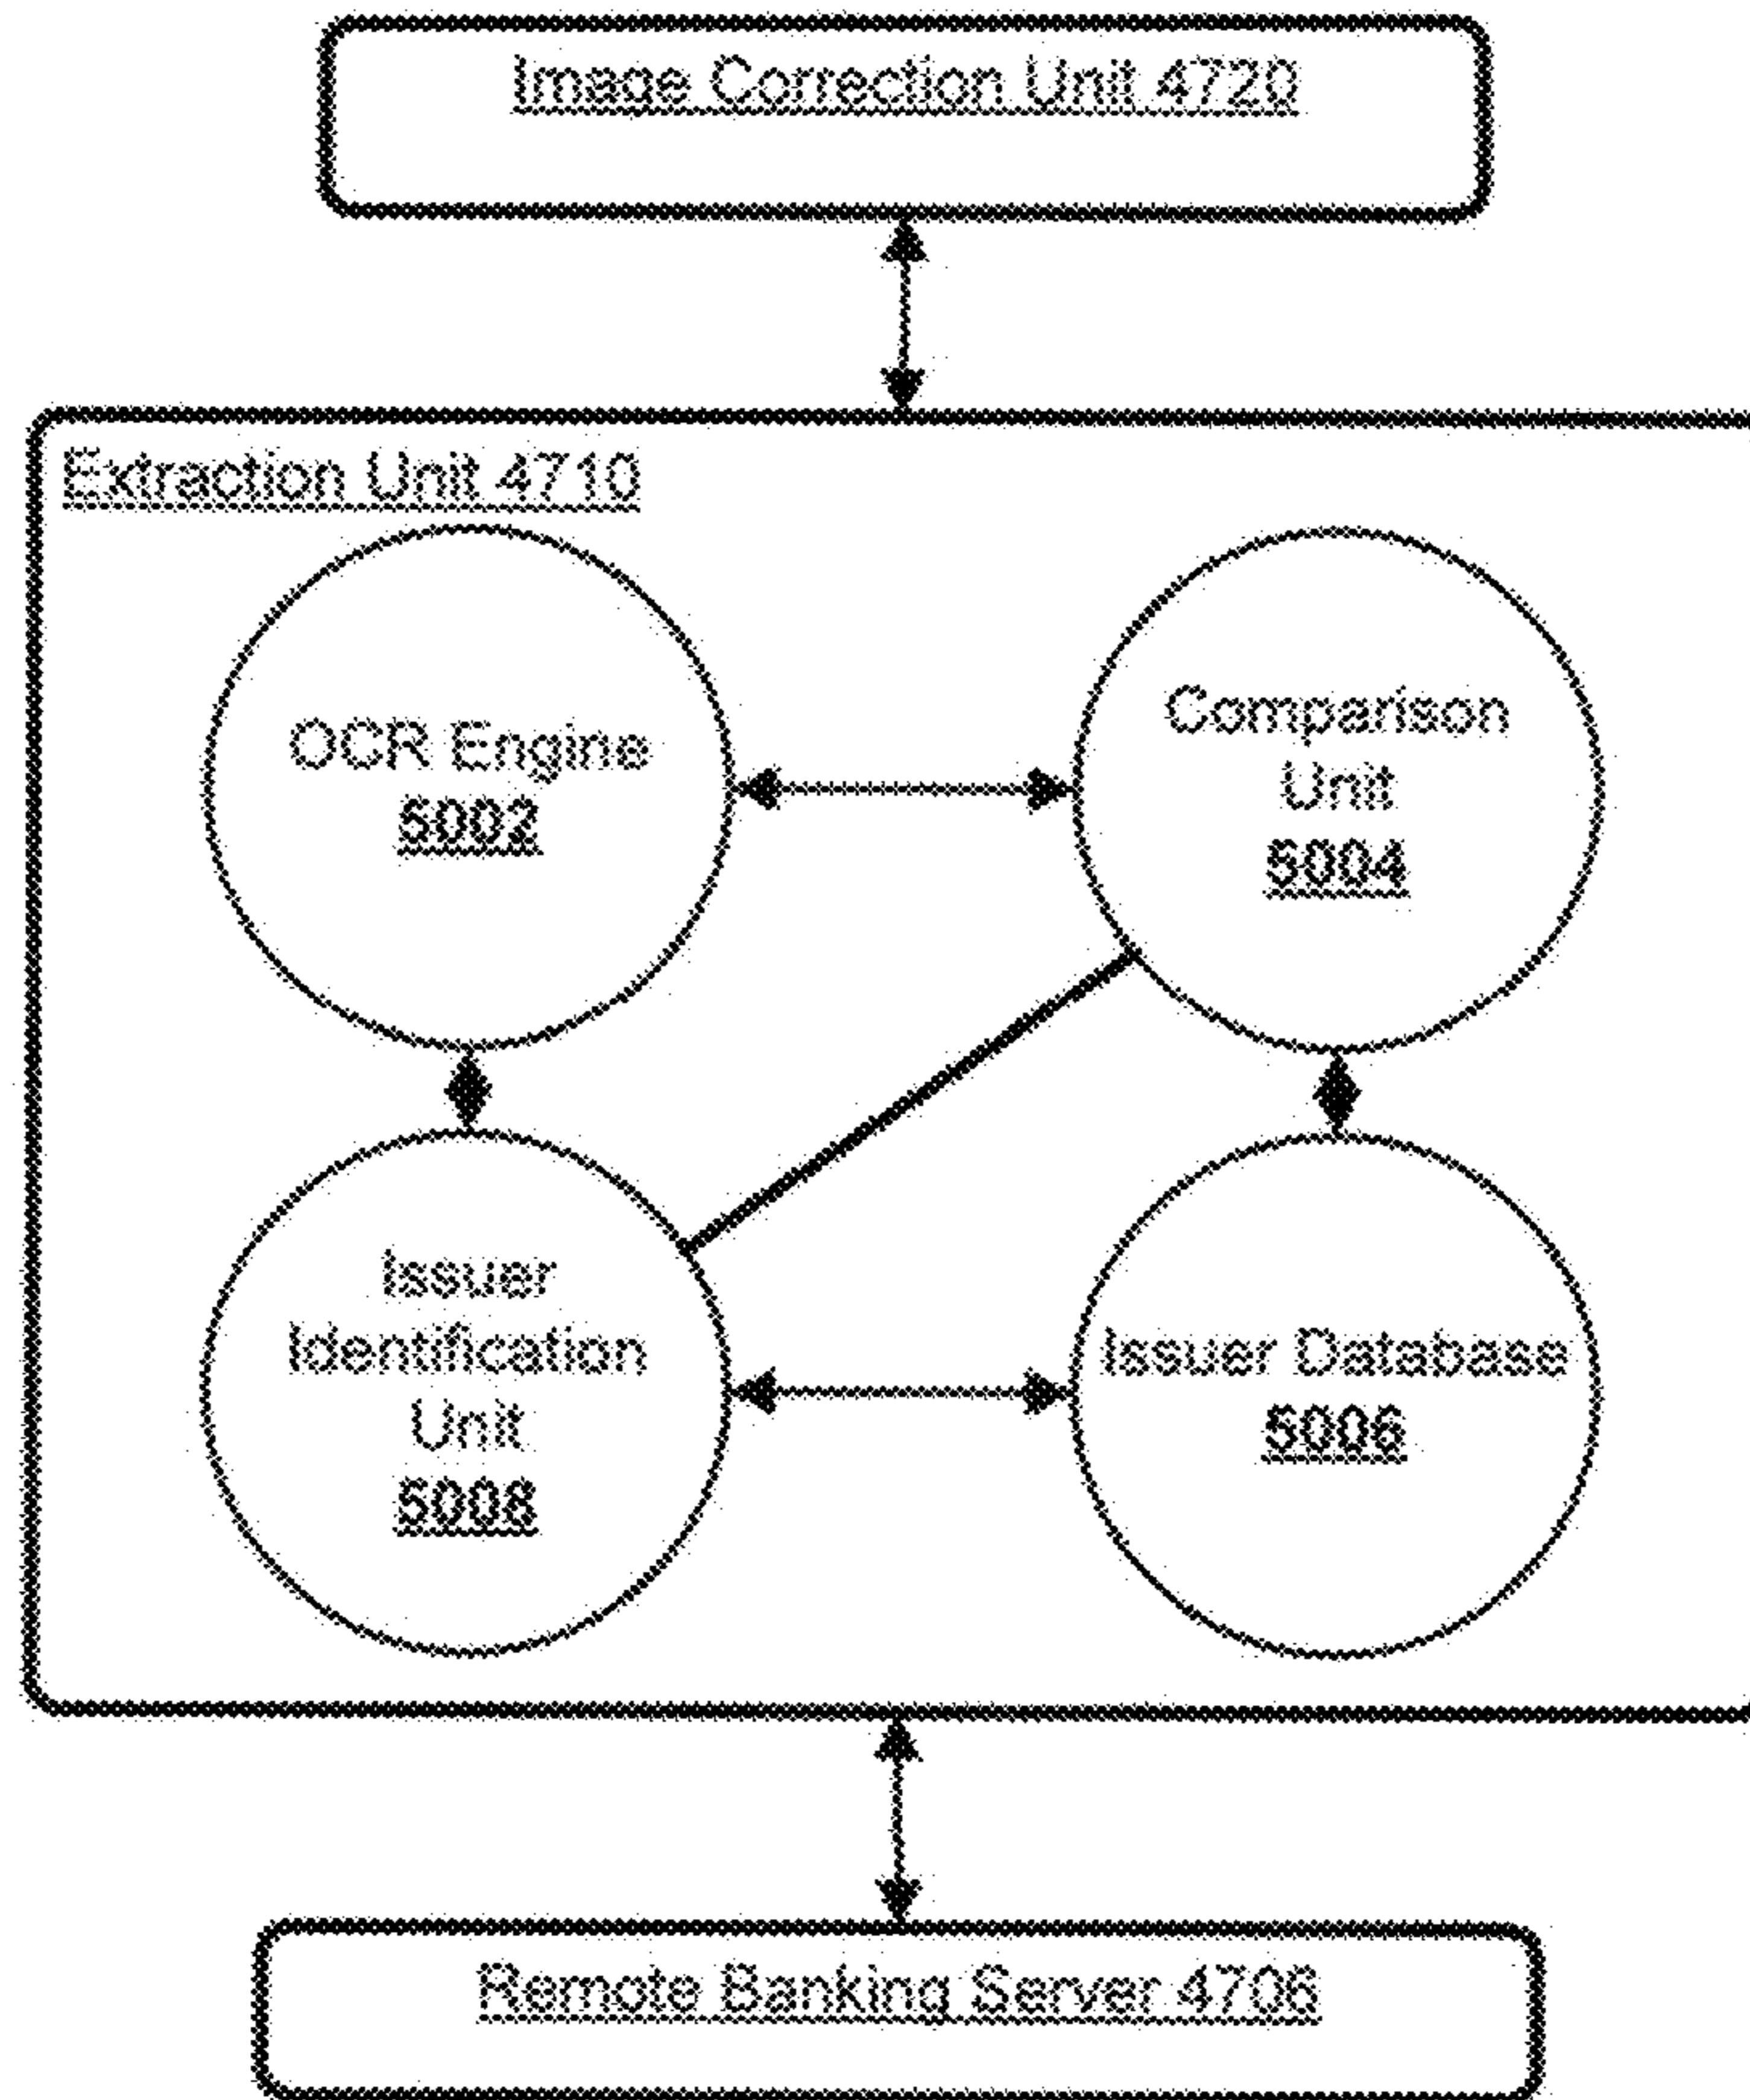 Image Correction Unit 4720
Extraction Unit 4710
OCR Engine
5002
Comparison
Unit
5004
Issuer
Identification
Unit
5008
Issuer Database
5006
Remote Banking Server 4706